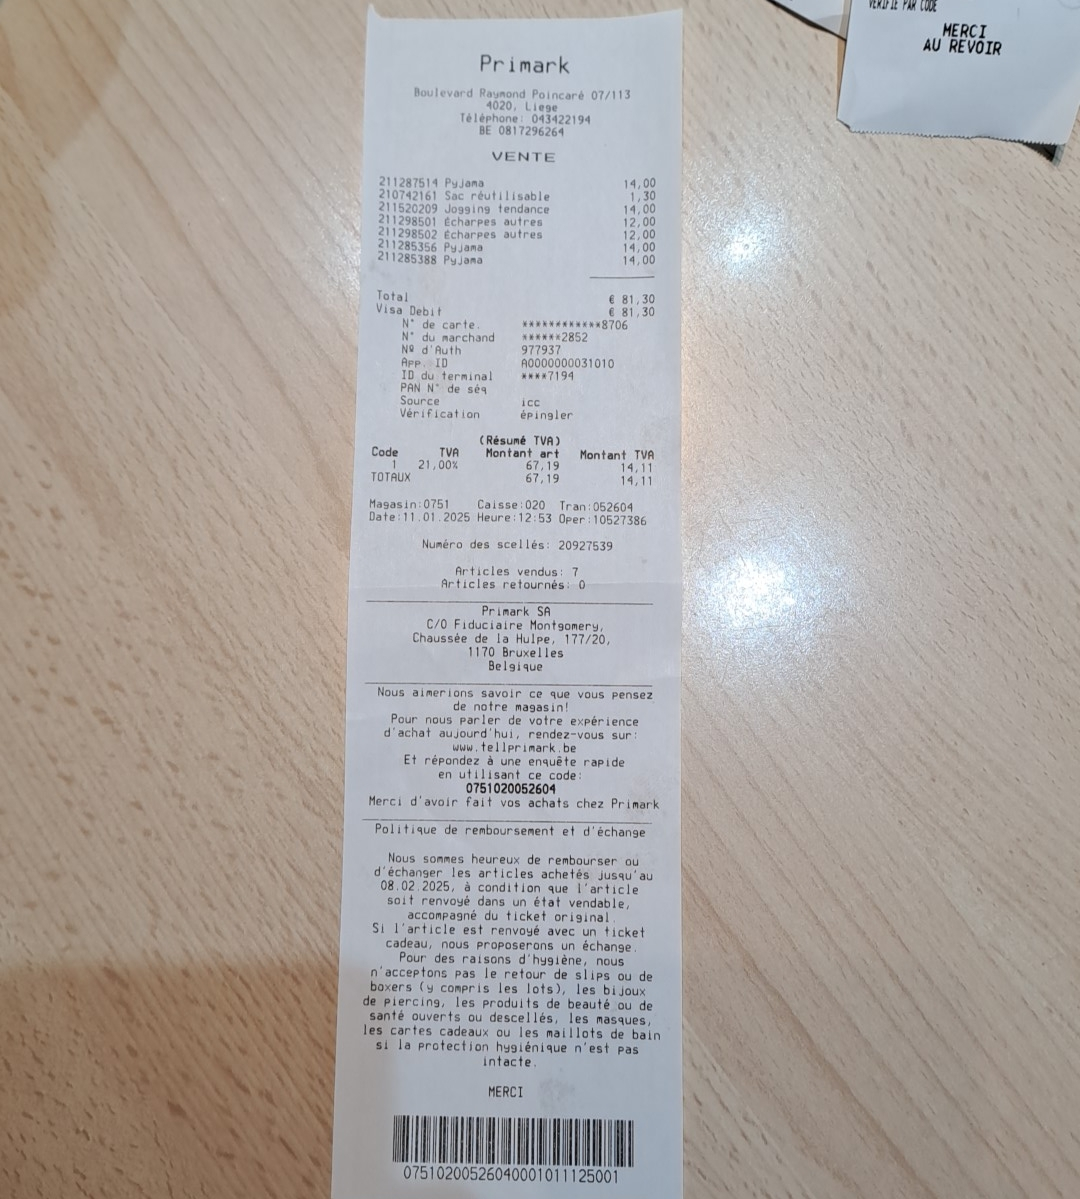 VERIFIE PAR CODE
MERCI
AU REVOIR
Primark
Boulevard Raymond Poincaré 07/113
4020, Liege
Téléphone: 043422194
BE 0817296264
VENTE
211287514 Pyjama 14,00
210742161 Sac réutilisable 1,30
211520209 Jogging tendance 14,00
211298501 Écharpes autres 12,00
211298502 Écharpes autres 12,00
211285356 Pyjama 14,00
211285388 Pyjama 14,00
Total € 81,30
Visa Debit € 81,30
N° de carte. ************8706
N° du marchand ******2852
Nº d'Auth 977937
App. ID A0000000031010
ID du terminal ****7194
PAN N° de séq
Source icc
Vérification épingler
(Résumé TVA)
Code TVA Montant art Montant TVA
1 21,00% 67,19 14,11
TOTAUX 67,19 14,11
Magasin:0751 Caisse:020 Tran:052604
Date:11.01.2025 Heure:12:53 Oper:10527386
Numéro des scellés: 20927539
Articles vendus: 7
Articles retournés: 0
Primark SA
C/O Fiduciaire Montgomery,
Chaussée de la Hulpe, 177/20,
1170 Bruxelles
Belgique
Nous aimerions savoir ce que vous pensez
de notre magasin!
Pour nous parler de votre expérience
d'achat aujourd'hui, rendez-vous sur:
www.tellprimark.be
Et répondez à une enquête rapide
en utilisant ce code:
0751020052604
Merci d'avoir fait vos achats chez Primark
Politique de remboursement et d'échange
Nous sommes heureux de rembourser ou
d'échanger les articles achetés jusqu'au
08.02.2025, à condition que l'article
soit renvoyé dans un état vendable,
accompagné du ticket original.
Si l'article est renvoyé avec un ticket
cadeau, nous proposerons un échange.
Pour des raisons d'hygiène, nous
n'acceptons pas le retour de slips ou de
boxers (y compris les lots), les bijoux
de piercing, les produits de beauté ou de
santé ouverts ou descellés, les masques,
les cartes cadeaux ou les maillots de bain
si la protection hygiénique n'est pas
intacte.
MERCI
07510200526040001011125001